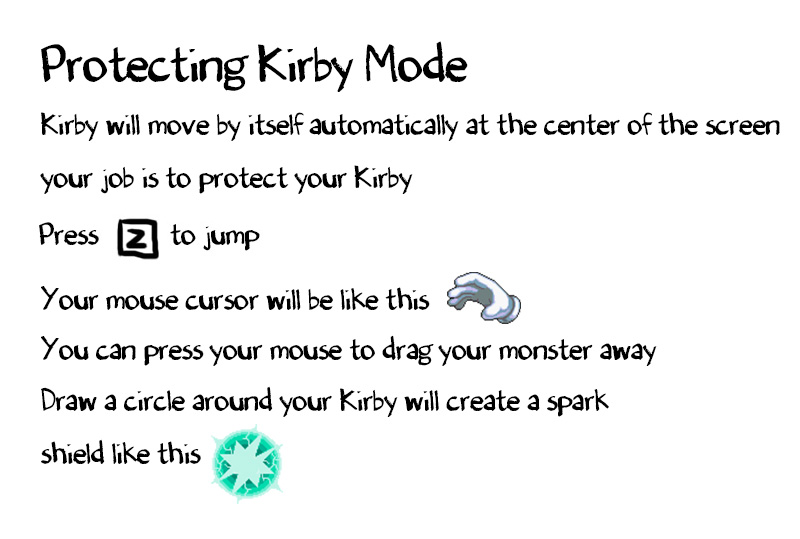 Protecting Kirby Mode
Kirby will move by itself automatically at the center of the screen
your job is to protect your Kirby
Press Z to jump
Your mouse cursor will be like this
You can press your mouse to drag your monster away
Draw a circle around your Kirby will create a spark
shield like this